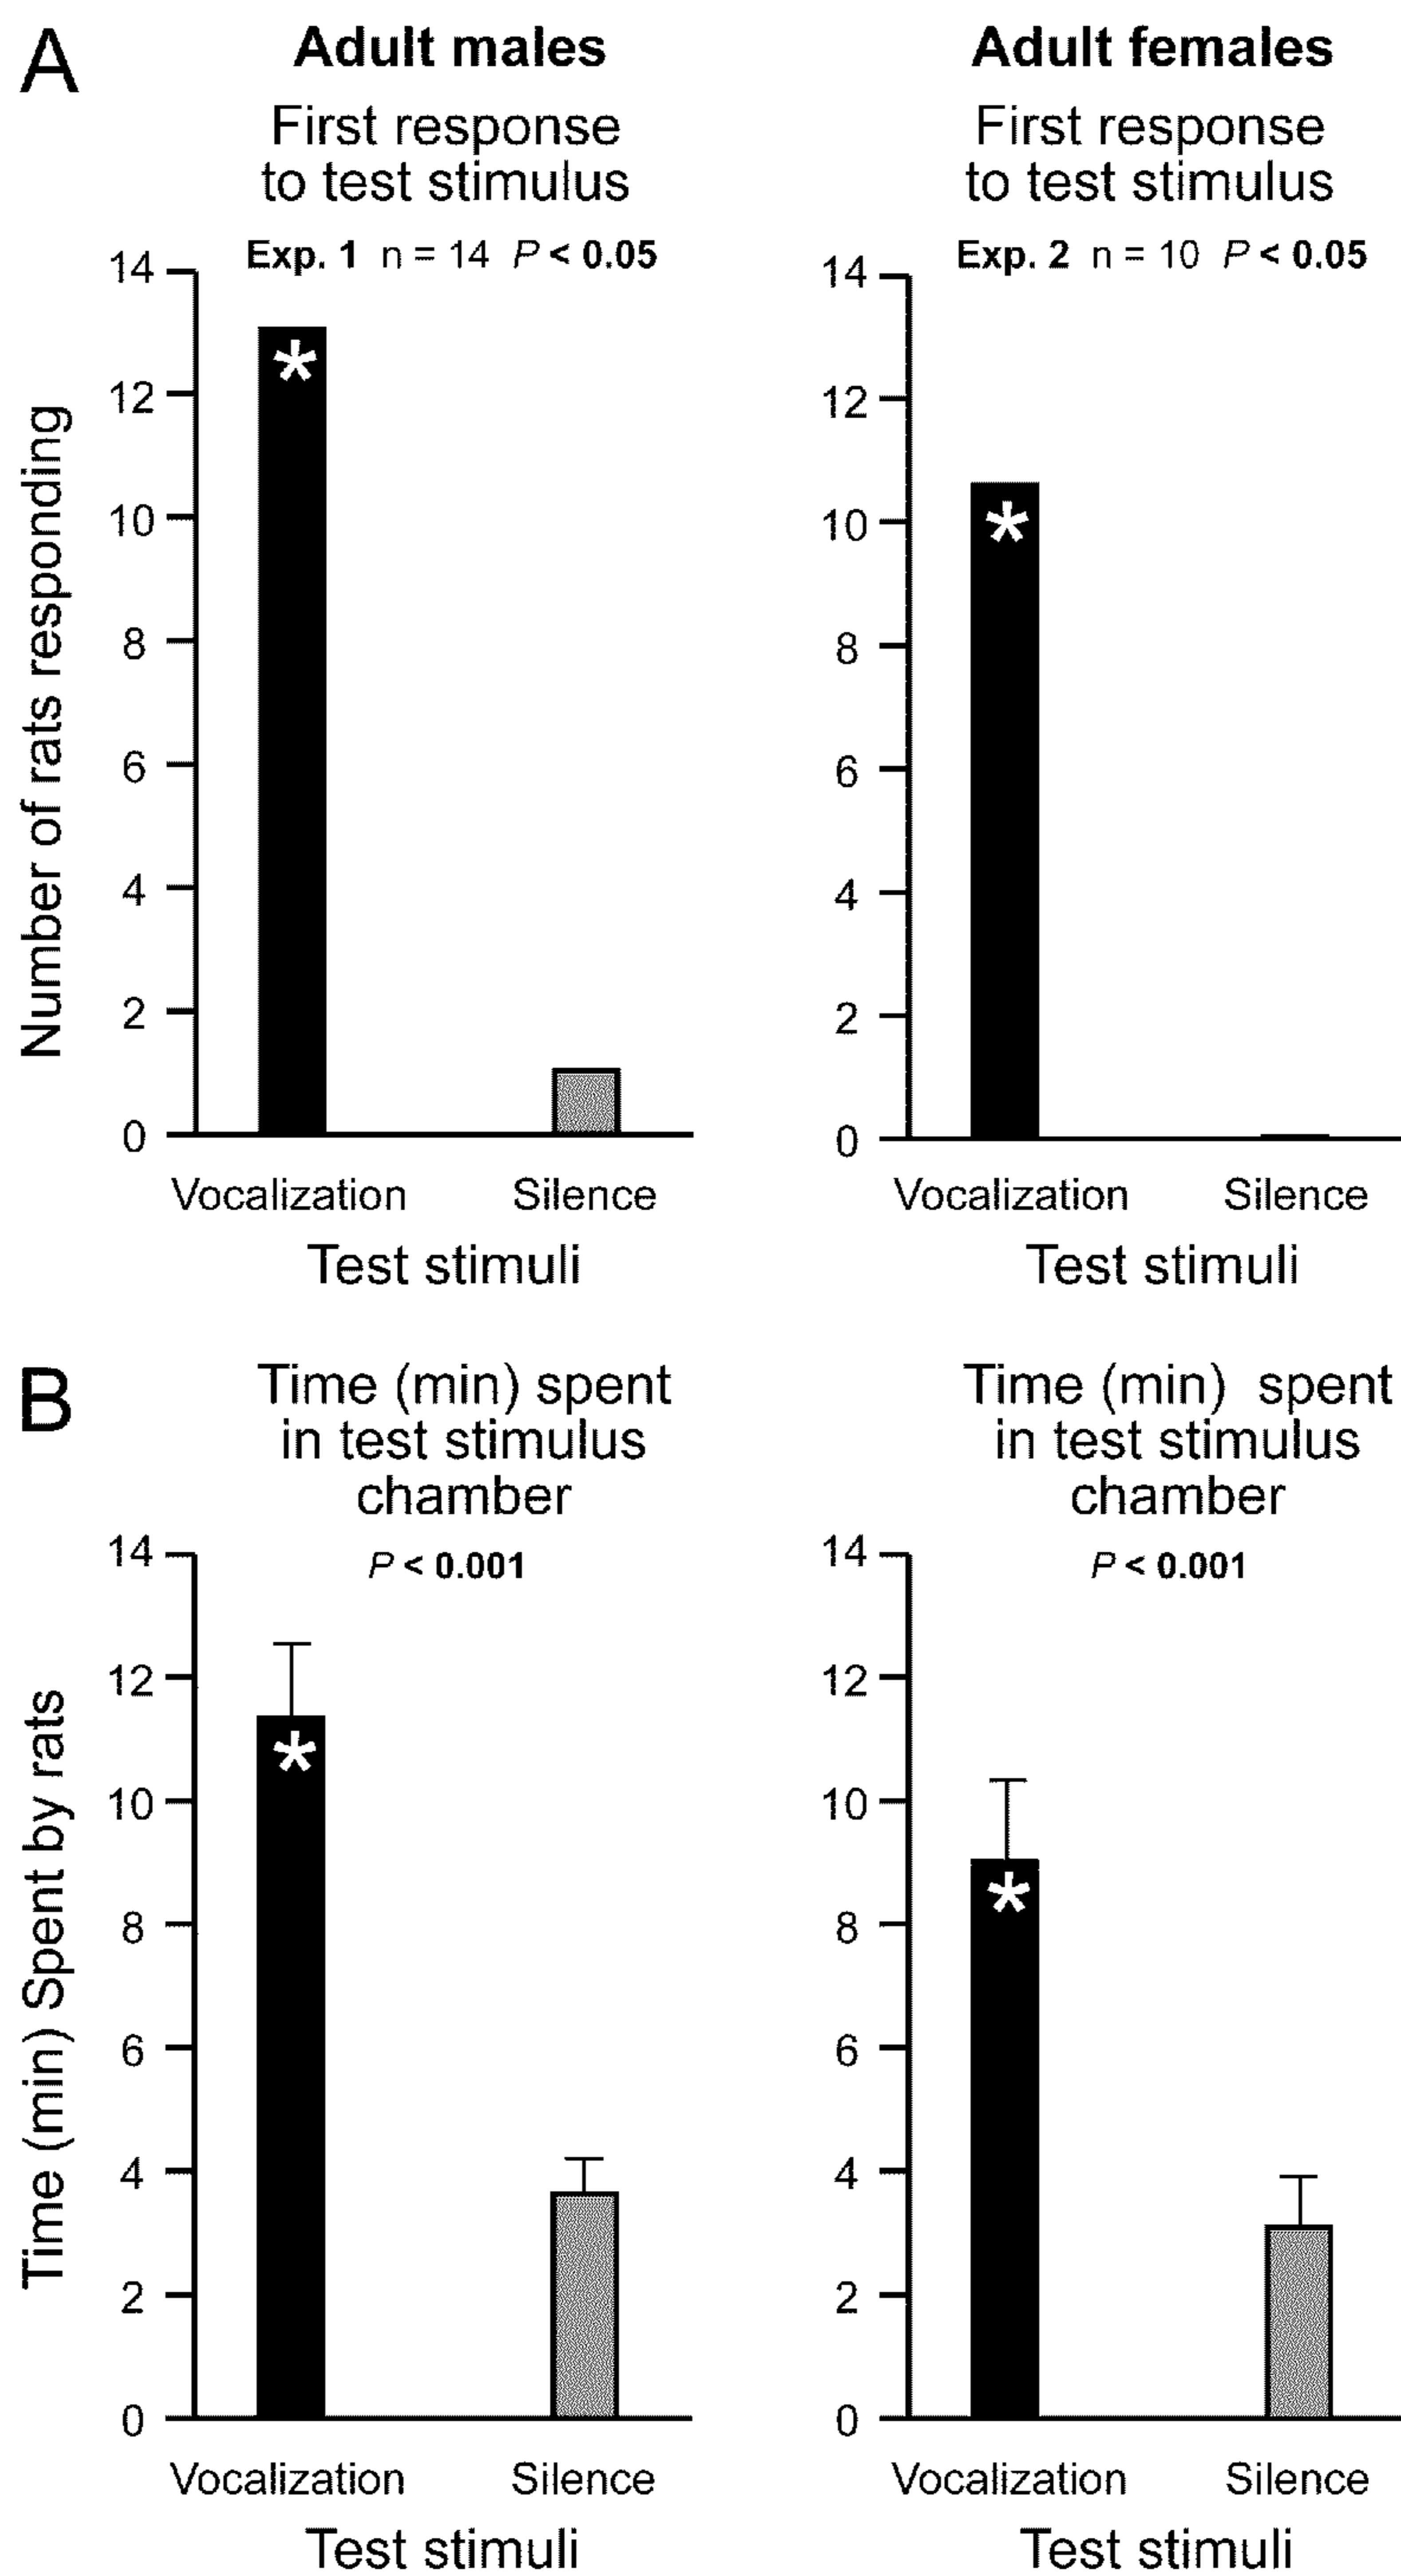 A
Adult males
First response
to test stimulus
Exp. 1 n = 14 P < 0.05
Number of rats responding
14
12
10
8
6
4
2
0
*
Vocalization Silence
Test stimuli
Adult females
First response
to test stimulus
Exp. 2 n = 10 P < 0.05
14
12
10
8
6
4
2
0
*
Vocalization Silence
Test stimuli
B
Time (min) spent
in test stimulus
chamber
P < 0.001
Time (min) Spent by rats
14
12
10
8
6
4
2
0
*
Vocalization Silence
Test stimuli
Time (min) spent
in test stimulus
chamber
P < 0.001
14
12
10
8
6
4
2
0
*
Vocalization Silence
Test stimuli